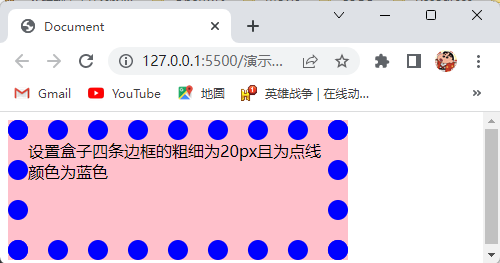 Document
127.0.0.1:5500/演示...
Gmail
YouTube
地圖
英雄战争 | 在线动...
设置盒子四条边框的粗细为20px且为点线
颜色为蓝色